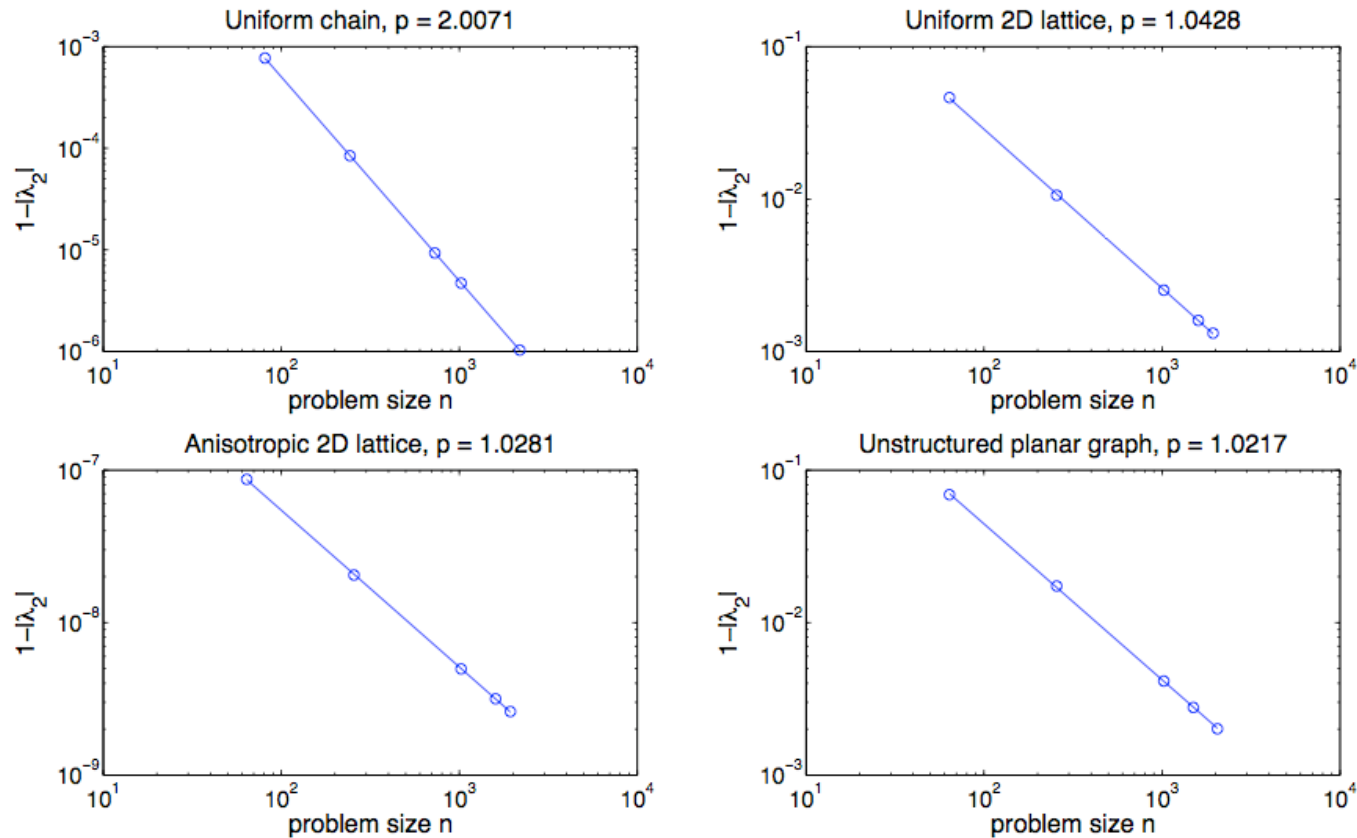 Uniform chain, p = 2.0071
10^-3
10^-4
10^-5
10^-6
1−|λ_2|
10^1 10^2 10^3 10^4
problem size n
Uniform 2D lattice, p = 1.0428
10^-1
10^-2
10^-3
1−|λ_2|
10^1 10^2 10^3 10^4
problem size n
Anisotropic 2D lattice, p = 1.0281
10^-7
10^-8
10^-9
1−|λ_2|
10^1 10^2 10^3 10^4
problem size n
Unstructured planar graph, p = 1.0217
10^-1
10^-2
10^-3
1−|λ_2|
10^1 10^2 10^3 10^4
problem size n